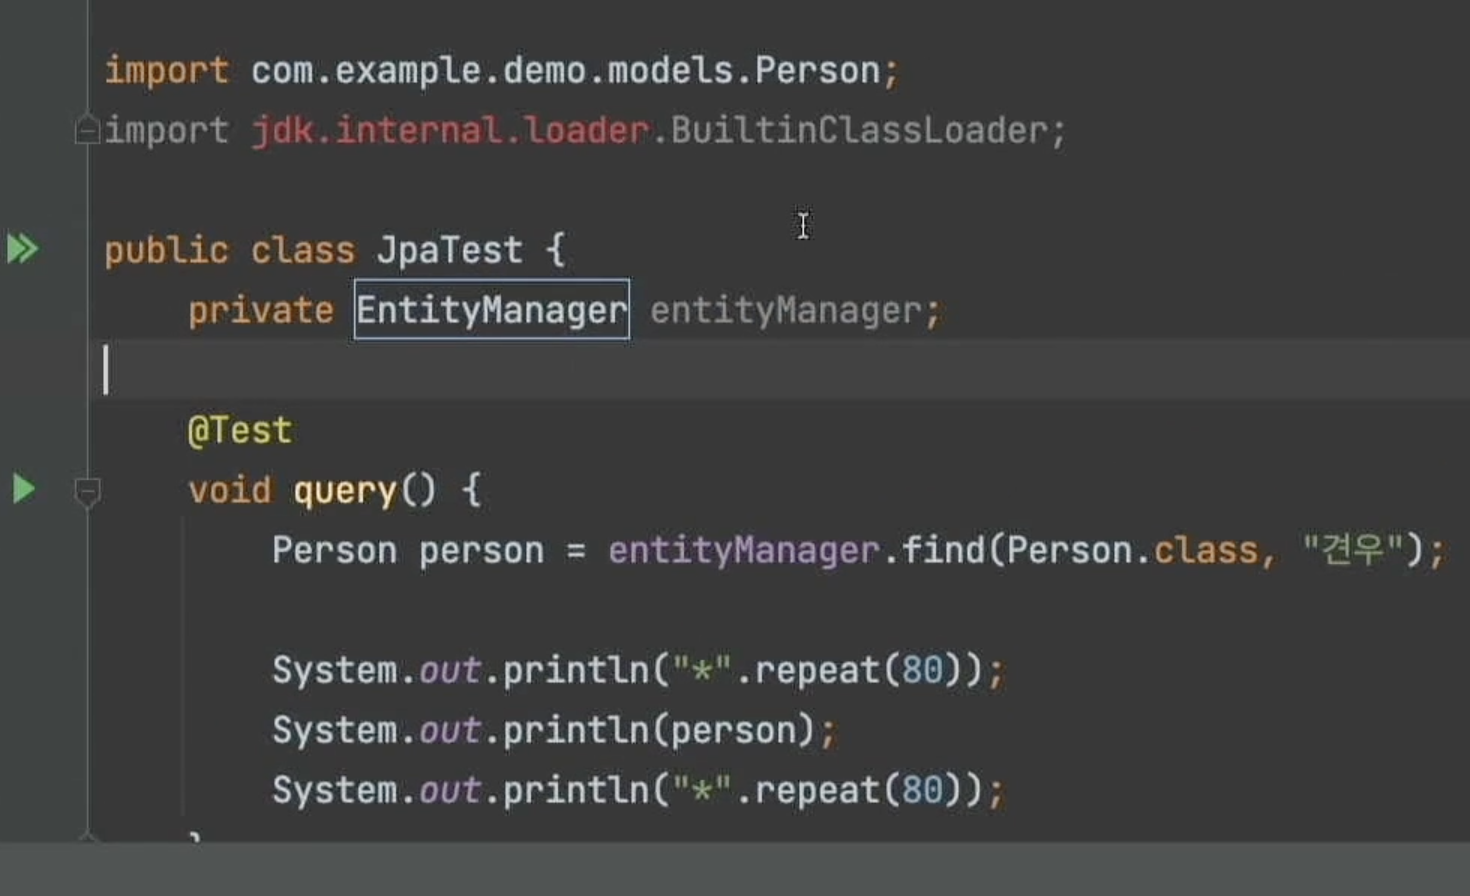 import com.example.demo.models.Person;
import jdk.internal.loader.BuiltinClassLoader;
public class JpaTest {
private EntityManager entityManager;
@Test
void query() {
Person person = entityManager.find(Person.class, "견우");
System.out.println("*".repeat(80));
System.out.println(person);
System.out.println("*".repeat(80));
}